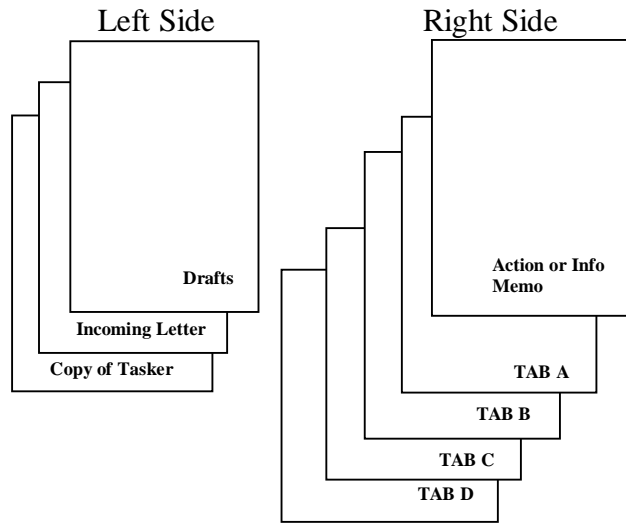 Left Side
Drafts
Incoming Letter
Copy of Tasker
Right Side
Action or Info
Memo
TAB A
TAB B
TAB C
TAB D